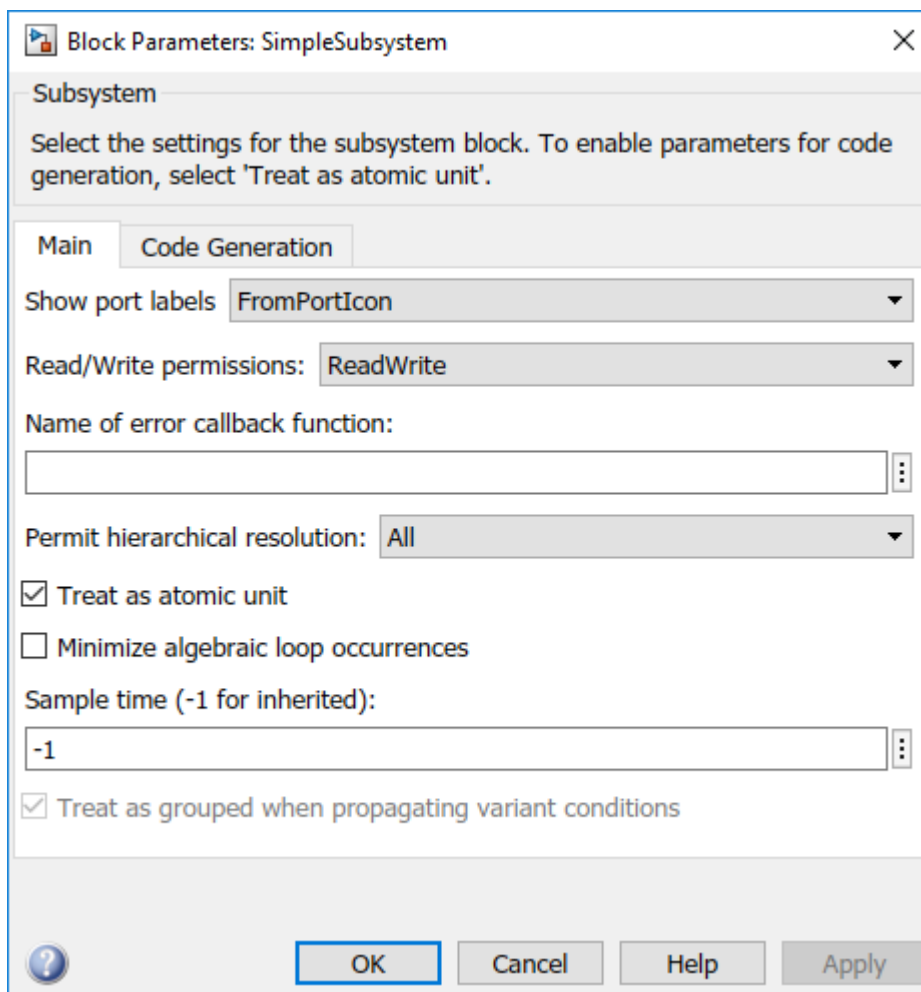 Block Parameters: SimpleSubsystem
Subsystem
Select the settings for the subsystem block. To enable parameters for code
generation, select 'Treat as atomic unit'.
Main
Code Generation
Show port labels FromPortIcon
Read/Write permissions: ReadWrite
Name of error callback function:
Permit hierarchical resolution: All
Treat as atomic unit
Minimize algebraic loop occurrences
Sample time (-1 for inherited):
-1
Treat as grouped when propagating variant conditions
OK
Cancel
Help
Apply